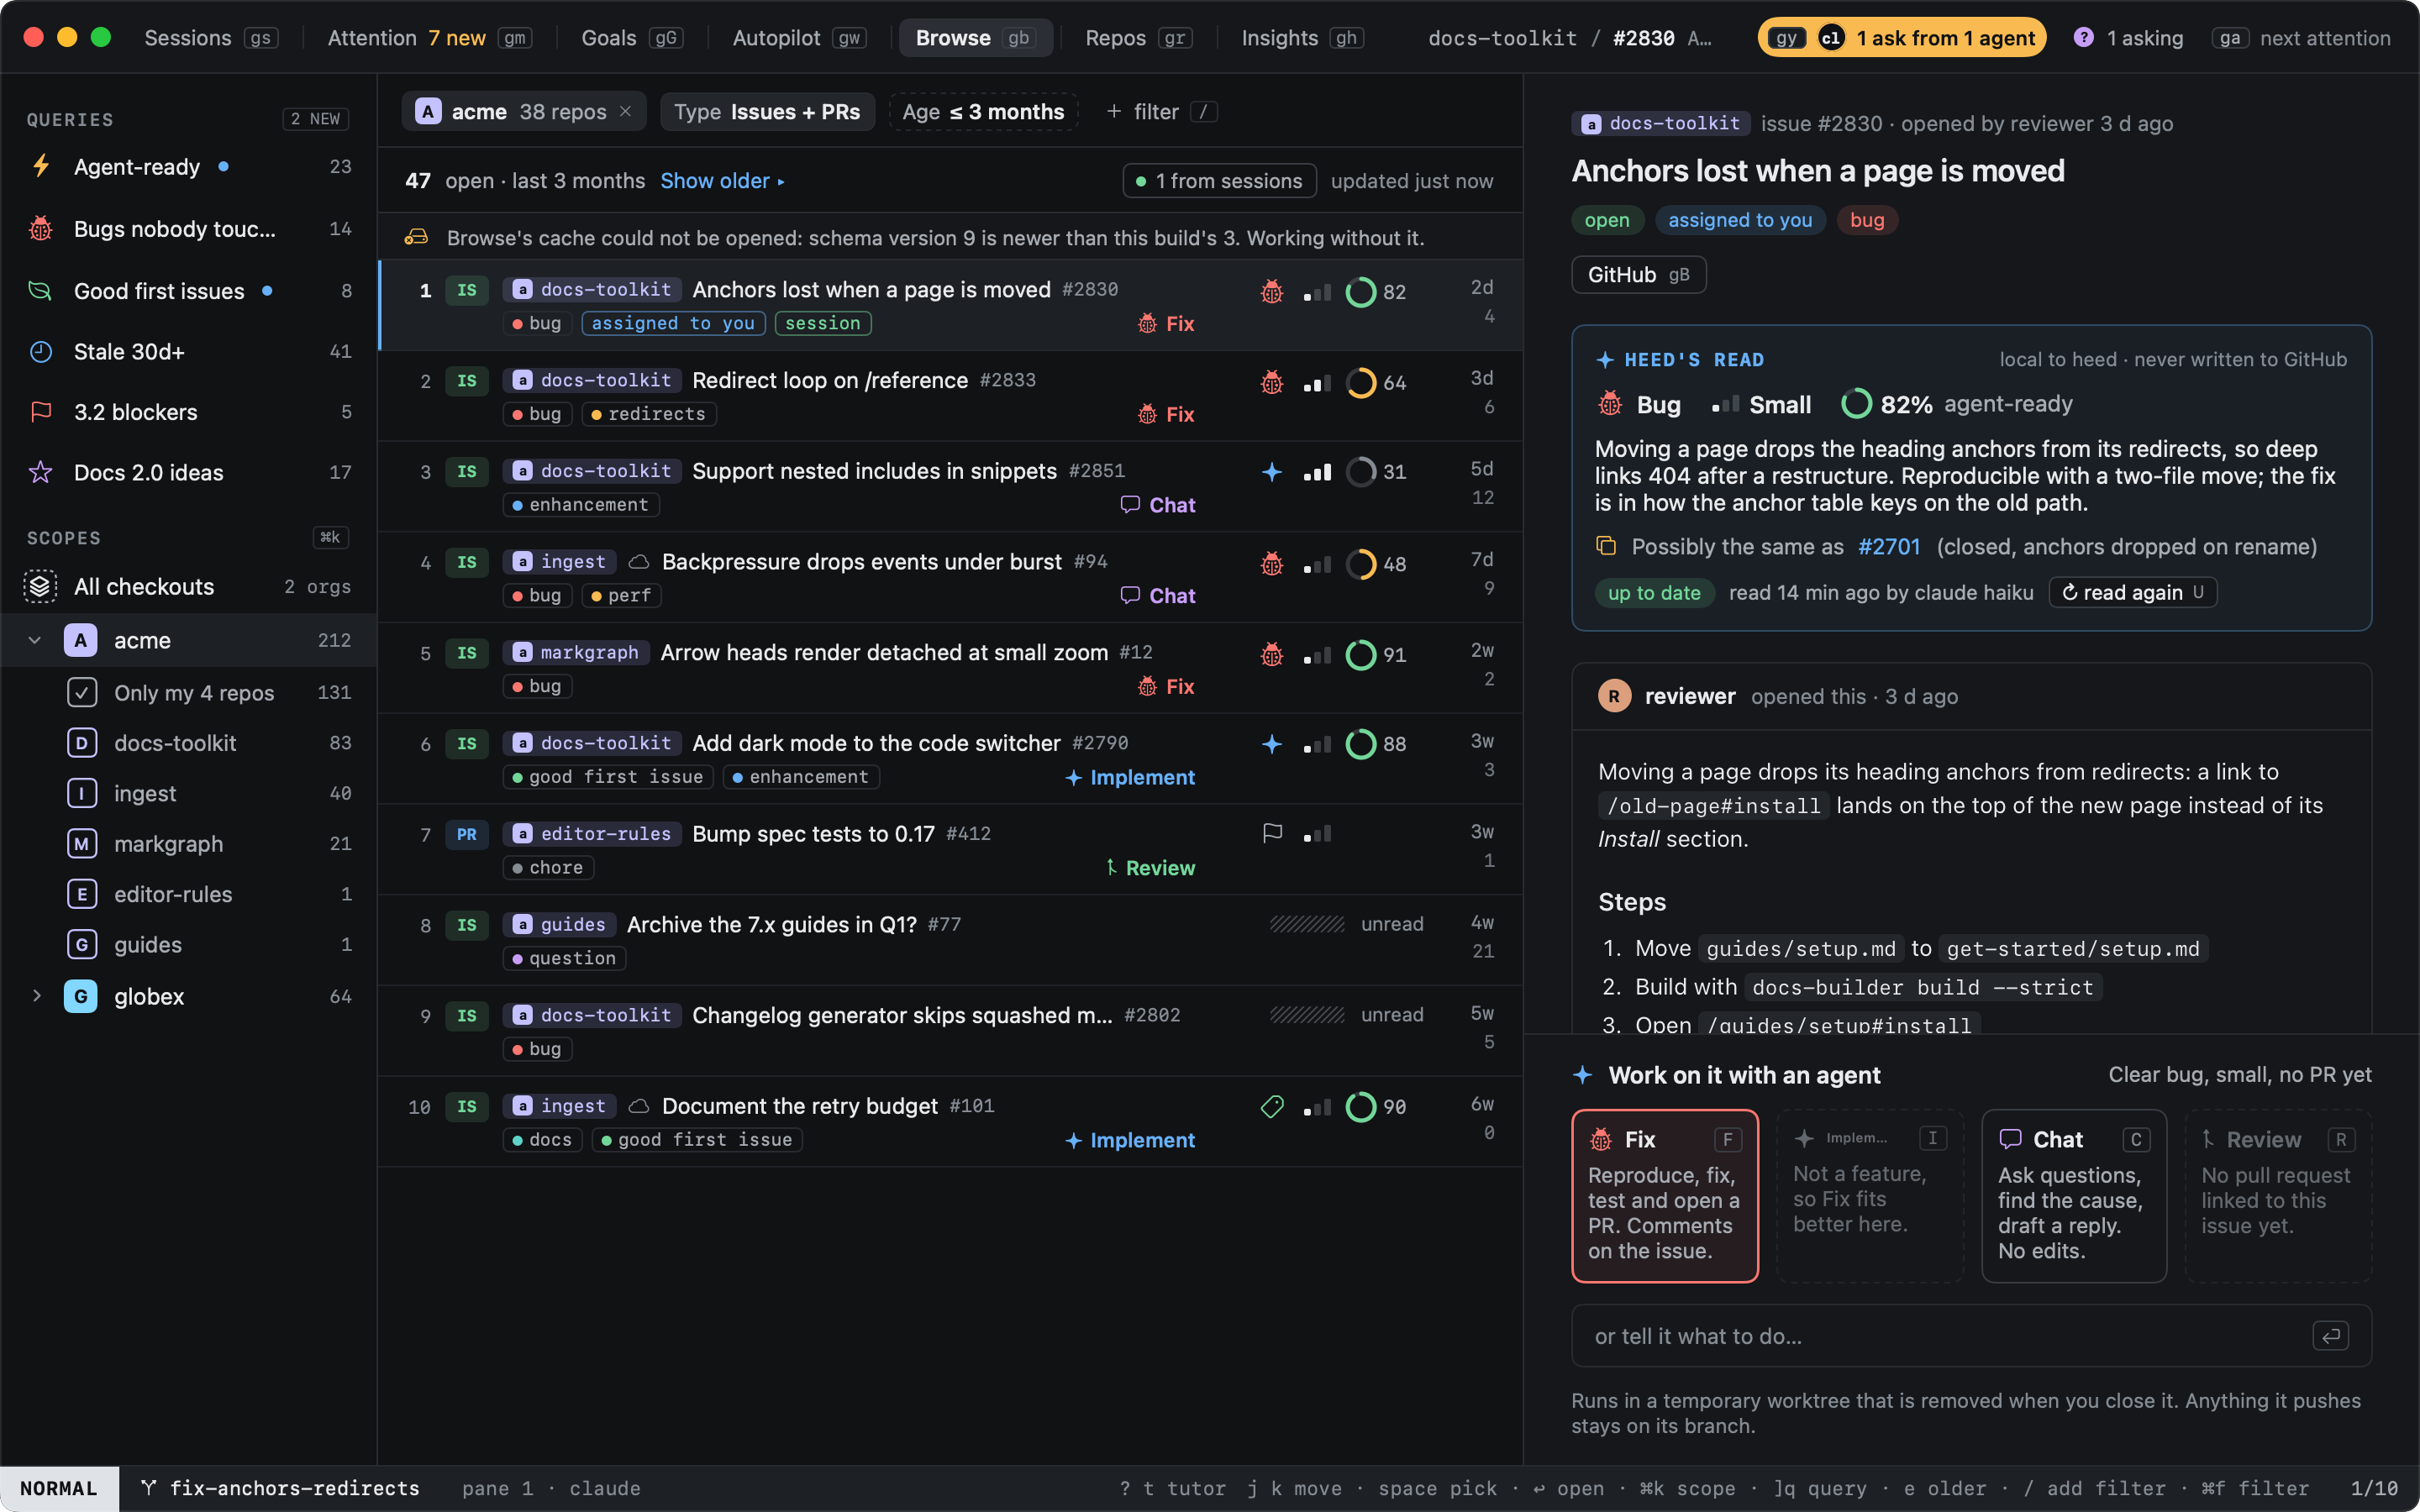 Sessions gs Attention 7 new gm Goals gG Autopilot gw Browse gb Repos gr Insights gh docs-toolkit / #2830 A… gy cl 1 ask from 1 agent ? 1 asking ga next attention
QUERIES 2 NEW
Agent-ready 23
Bugs nobody touc… 14
Good first issues 8
Stale 30d+ 41
3.2 blockers 5
Docs 2.0 ideas 17
SCOPES ⌘k
All checkouts 2 orgs
A acme 212
Only my 4 repos 131
D docs-toolkit 83
I ingest 40
M markgraph 21
E editor-rules 1
G guides 1
G globex 64
A acme 38 repos × Type Issues + PRs Age ≤ 3 months + filter /
47 open · last 3 months Show older ▸ 1 from sessions updated just now
Browse's cache could not be opened: schema version 9 is newer than this build's 3. Working without it.
1 IS a docs-toolkit Anchors lost when a page is moved #2830 82 2d
bug assigned to you session Fix 4
2 IS a docs-toolkit Redirect loop on /reference #2833 64 3d
bug redirects Fix 6
3 IS a docs-toolkit Support nested includes in snippets #2851 31 5d
enhancement Chat 12
4 IS a ingest Backpressure drops events under burst #94 48 7d
bug perf Chat 9
5 IS a markgraph Arrow heads render detached at small zoom #12 91 2w
bug Fix 2
6 IS a docs-toolkit Add dark mode to the code switcher #2790 88 3w
good first issue enhancement Implement 3
7 PR a editor-rules Bump spec tests to 0.17 #412 3w
chore Review 1
8 IS a guides Archive the 7.x guides in Q1? #77 unread 4w
question 21
9 IS a docs-toolkit Changelog generator skips squashed m… #2802 unread 5w
bug 5
10 IS a ingest Document the retry budget #101 90 6w
docs good first issue Implement 0
a docs-toolkit issue #2830 · opened by reviewer 3 d ago
Anchors lost when a page is moved
open assigned to you bug
GitHub gB
HEED'S READ local to heed · never written to GitHub
Bug Small 82% agent-ready
Moving a page drops the heading anchors from its redirects, so deep
links 404 after a restructure. Reproducible with a two-file move; the fix
is in how the anchor table keys on the old path.
Possibly the same as #2701 (closed, anchors dropped on rename)
up to date read 14 min ago by claude haiku read again U
R reviewer opened this · 3 d ago
Moving a page drops its heading anchors from redirects: a link to
/old-page#install lands on the top of the new page instead of its
Install section.
Steps
1. Move guides/setup.md to get-started/setup.md
2. Build with docs-builder build --strict
3. Open /guides/setup#install
Work on it with an agent Clear bug, small, no PR yet
Fix F
Reproduce, fix,
test and open a
PR. Comments
on the issue.
Implem… I
Not a feature,
so Fix fits
better here.
Chat C
Ask questions,
find the cause,
draft a reply.
No edits.
Review R
No pull request
linked to this
issue yet.
or tell it what to do…
Runs in a temporary worktree that is removed when you close it. Anything it pushes
stays on its branch.
NORMAL fix-anchors-redirects pane 1 · claude ? t tutor j k move · space pick · ↩ open · ⌘k scope · ]q query · e older · / add filter · ⌘f filter 1/10